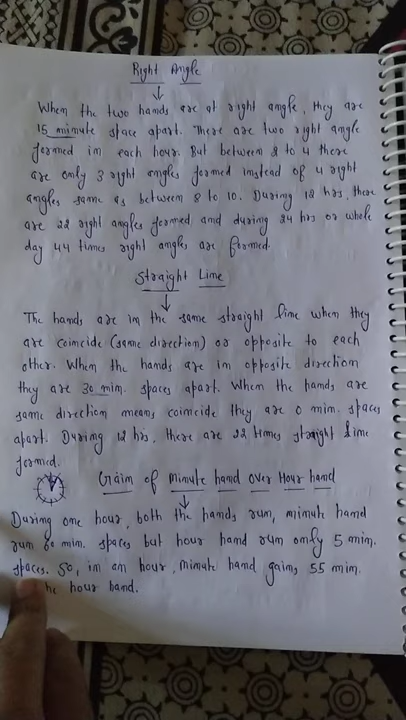 Right Angle
When the two hands are at right angle, they are
15 minute space apart. There are two right angle
formed in each hour. But between 2 to 4 there
are only 3 right angles formed instead of 4 right
angles same as between 8 to 10. During 12 hrs, there
are 22 right angles formed and during 24 hrs or whole
day 44 times right angles are formed.
Straight Line
The hands are in the same straight line when they
are coincide (same direction) or opposite to each
other. When the hands are in opposite direction
they are 30 min. spaces apart. When the hands are
same direction means coincide they are 0 min. spaces
apart. During 12 hrs, there are 22 times straight line
formed.
Gain of minute hand over Hour hand
During one hour, both the hands run, minute hand
run 60 min. spaces but hour hand run only 5 min.
spaces. So, in an hour, minute hand gains 55 min.
the hour hand.